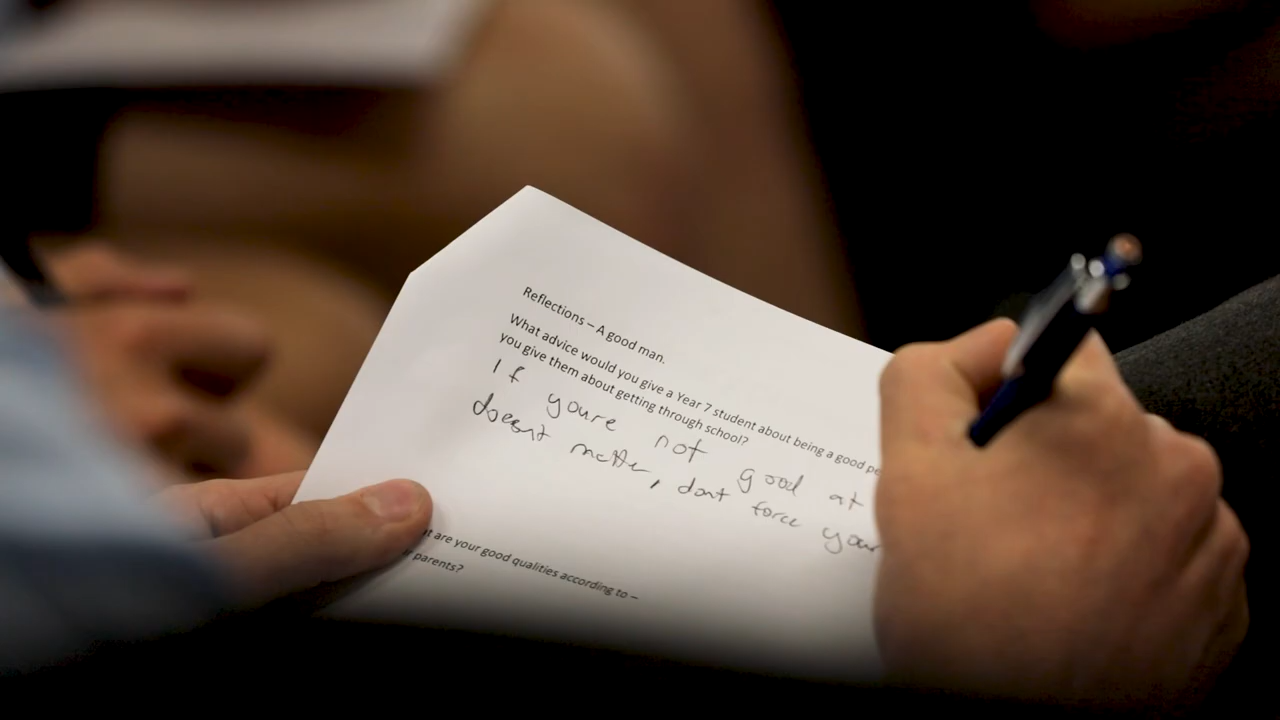 Reflections – A good man.
What advice would you give a Year 7 student about being a good pe
you give them about getting through school?
If youre not good at
doesnt matter, dont force your
t are your good qualities according to –
r parents?